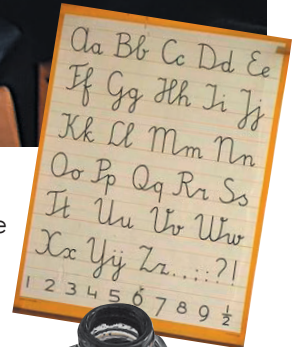 Aa Bb Cc Dd Ee
Ff Gg Hh Ii Jj
Kk Ll Mm Nn
Oo Pp Qq Rr Ss
Tt Uu Vv Ww
Xx Yy Zz..,:;?!
1 2 3 4 5 6 7 8 9 ½